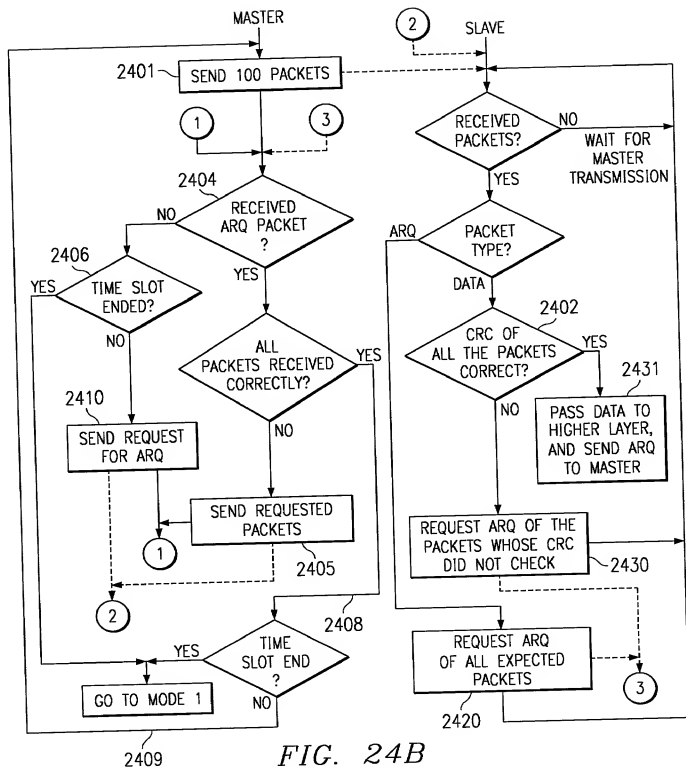 MASTER
2401
SEND 100 PACKETS
1
3
2404
RECEIVED
ARQ PACKET
?
NO
YES
2406
TIME SLOT
ENDED?
YES
NO
ALL
PACKETS RECEIVED
CORRECTLY?
YES
NO
2410
SEND REQUEST
FOR ARQ
SEND REQUESTED
PACKETS
2405
1
2
2408
TIME
SLOT END
?
YES
NO
GO TO MODE 1
2409
2
SLAVE
RECEIVED
PACKETS?
NO
WAIT FOR
MASTER
TRANSMISSION
YES
PACKET
TYPE?
ARQ
DATA
2402
CRC OF
ALL THE PACKETS
CORRECT?
YES
NO
2431
PASS DATA TO
HIGHER LAYER,
AND SEND ARQ
TO MASTER
REQUEST ARQ OF THE
PACKETS WHOSE CRC
DID NOT CHECK
2430
REQUEST ARQ
OF ALL EXPECTED
PACKETS
2420
3
FIG. 24B